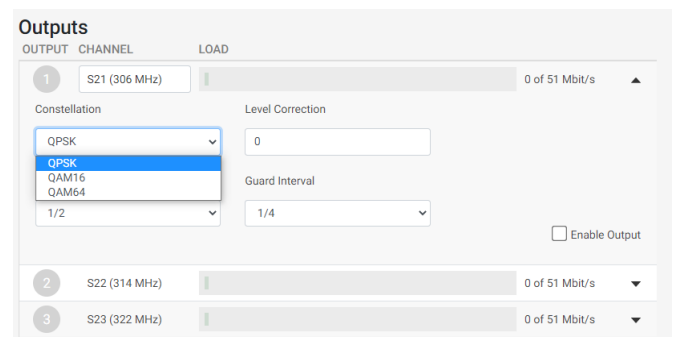 Outputs
OUTPUT CHANNEL LOAD
1 S21 (306 MHz) 0 of 51 Mbit/s
Constellation Level Correction
QPSK 0
QPSK
QAM16 Guard Interval
QAM64
1/2 1/4
Enable Output
2 S22 (314 MHz) 0 of 51 Mbit/s
3 S23 (322 MHz) 0 of 51 Mbit/s